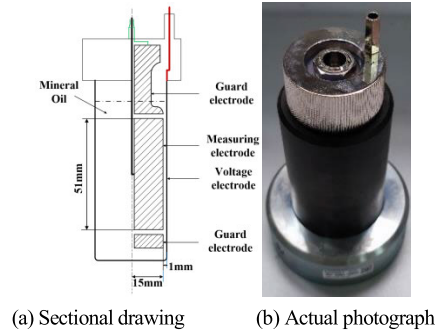 Mineral
Oil
Guard
electrode
Measuring
electrode
Voltage
electrode
51mm
Guard
electrode
1mm
15mm
(a) Sectional drawing
(b) Actual photograph